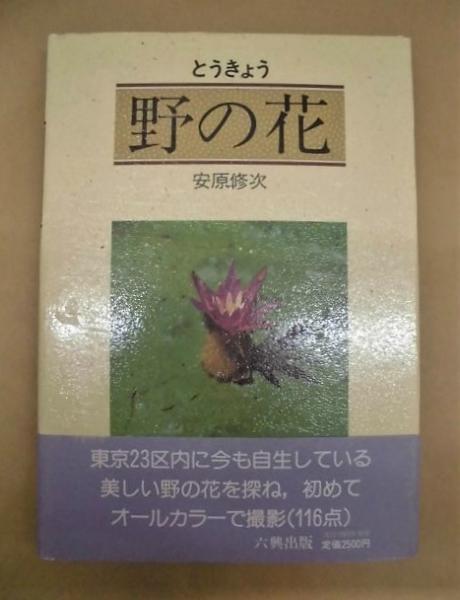 とうきょう
野の花
安原修次
東京23区内に今も自生している
美しい野の花を探ね，初めて
オールカラーで撮影（116点）
六興出版 定価2500円